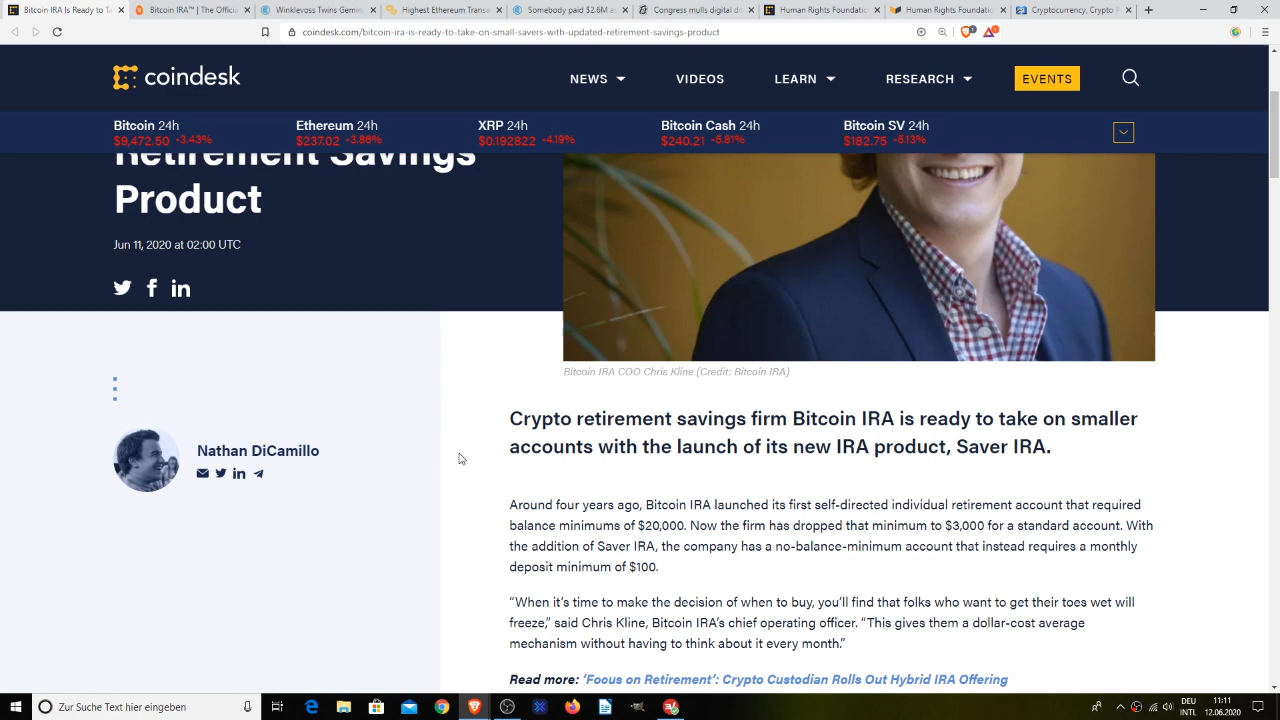 Bitcoin IRA Is Ready to Ta
Bitcoin IRA™ | The Officia
Winklevoss Twins Gemin
Highest Ethereum Transa
Somebody paid $2.6M a
Congress mulls digital do
Human Rights Foundatio
Human Rights Foundatio
Cryptocurrency, Crypto
coindesk.com/bitcoin-ira-is-ready-to-take-on-small-savers-with-updated-retirement-savings-product
coindesk
NEWS
VIDEOS
LEARN
RESEARCH
EVENTS
Bitcoin 24h
$9,472.50 -3.43%
Ethereum 24h
$237.02 -3.86%
XRP 24h
$0.192822 -4.19%
Bitcoin Cash 24h
$240.21 -5.81%
Bitcoin SV 24h
$182.75 -5.13%
Retirement Savings
Product
Jun 11, 2020 at 02:00 UTC
Bitcoin IRA COO Chris Kline (Credit: Bitcoin IRA)
Nathan DiCamillo
Crypto retirement savings firm Bitcoin IRA is ready to take on smaller
accounts with the launch of its new IRA product, Saver IRA.
Around four years ago, Bitcoin IRA launched its first self-directed individual retirement account that required
balance minimums of $20,000. Now the firm has dropped that minimum to $3,000 for a standard account. With
the addition of Saver IRA, the company has a no-balance-minimum account that instead requires a monthly
deposit minimum of $100.
“When it’s time to make the decision of when to buy, you’ll find that folks who want to get their toes wet will
freeze,” said Chris Kline, Bitcoin IRA’s chief operating officer. “This gives them a dollar-cost average
mechanism without having to think about it every month.”
Read more: ‘Focus on Retirement’: Crypto Custodian Rolls Out Hybrid IRA Offering
Zur Suche Text hier eingeben
DEU
INTL
11:11
12.06.2020